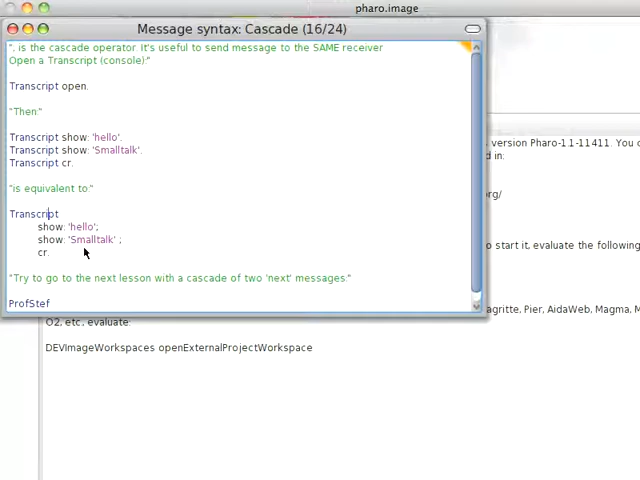 pharo.image
Message syntax: Cascade (16/24)
"; is the cascade operator. It's useful to send message to the SAME receiver
Open a Transcript (console):"
Transcript open.
"Then:"
Transcript show: 'hello'.
Transcript show: 'Smalltalk'.
Transcript cr.
"is equivalent to:"
Transcript
show: 'hello';
show: 'Smalltalk' ;
cr.
"Try to go to the next lesson with a cascade of two 'next' messages:"
ProfStef
version Pharo-1.1-11411. You
d in:
rg/
to start it, evaluate the following
agritte, Pier, AidaWeb, Magma,
O2, etc, evaluate:
DEVImageWorkspaces openExternalProjectWorkspace